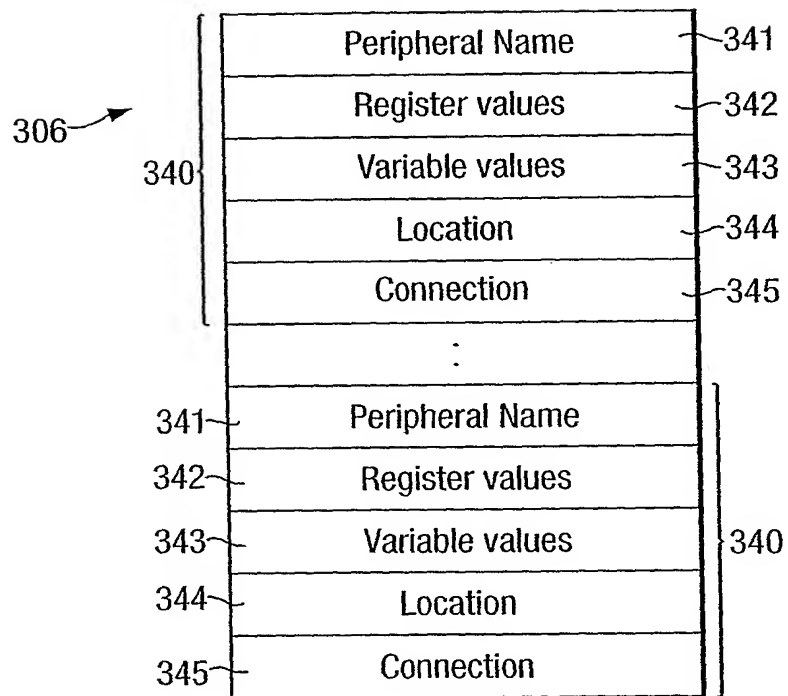 Peripheral Name 341
306 Register values 342
340 Variable values 343
Location 344
Connection 345
:
341 Peripheral Name
342 Register values
343 Variable values 340
344 Location
345 Connection